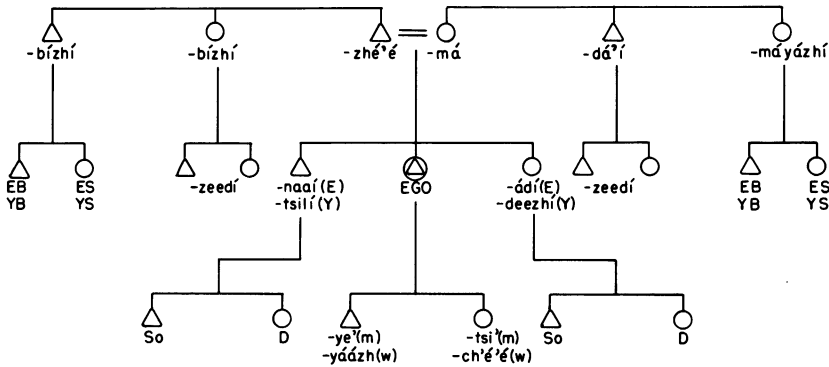 -bízhí -bízhí -zhé’é -má -dá’í -máyázhí
EB ES -zeedí -naaí (E) EGO -ádí(E) -zeedí EB ES
YB YS -tsilí (Y) -deezhí(Y) YB YS
So D -ye’(m) -tsi’(m) So D
-yáázh(w) -ch’é’é(w)